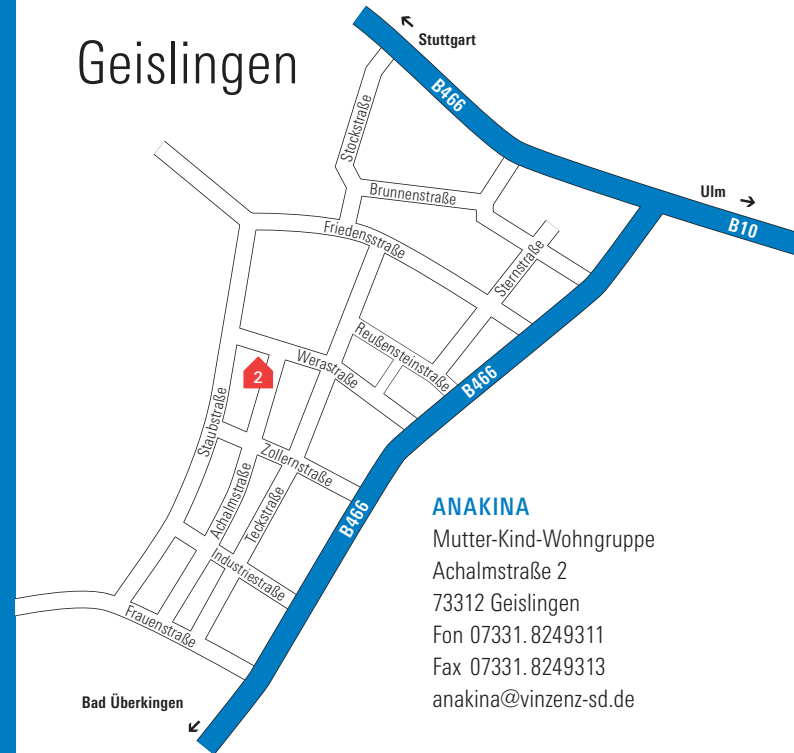 Geislingen
Stuttgart
B466
Stockstraße
Brunnenstraße
Ulm
B10
Friedensstraße
Sternstraße
Reußensteinstraße
Werastraße
B466
2
Staubstraße
Zollernstraße
Achalmstraße
Teckstraße
B466
Industriestraße
Frauenstraße
Bad Überkingen
ANAKINA
Mutter-Kind-Wohngruppe
Achalmstraße 2
73312 Geislingen
Fon 07331. 8249311
Fax 07331. 8249313
anakina@vinzenz-sd.de